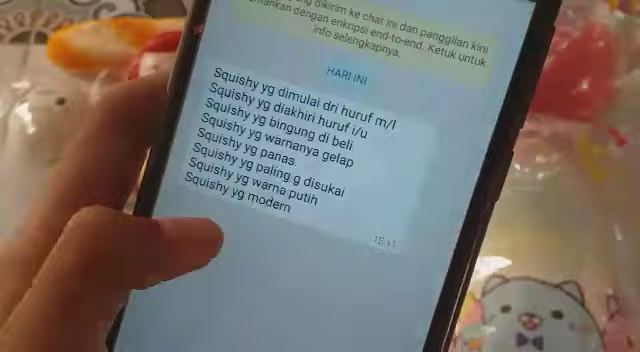 dikirim ke chat ini dan panggilan kini
dengan enkripsi end-to-end. Ketuk untuk
info selengkapnya.
HARI INI
Squishy yg dimulai dri huruf m/l
Squishy yg diakhiri huruf i/u
Squishy yg bingung di beli
Squishy yg warnanya gelap
Squishy yg panas
Squishy yg paling g disukai
Squishy yg warna putih
Squishy yg modern
15.11